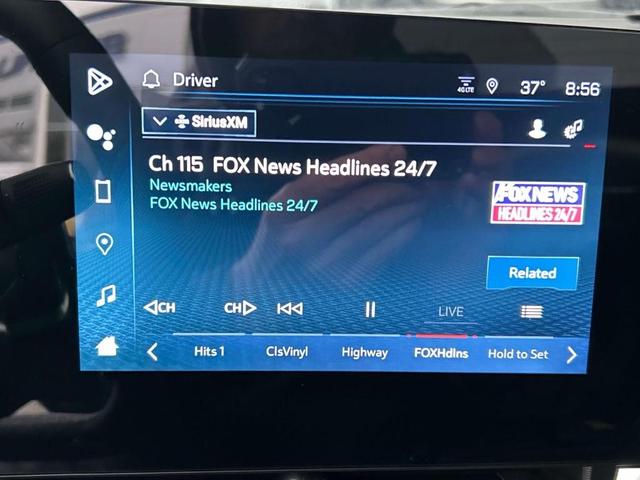 Driver
4G LTE
37°
8:56
SiriusXM
Ch 115 FOX News Headlines 24/7
Newsmakers
FOX News Headlines 24/7
FOX NEWS
HEADLINES 24/7
Related
CH
CH
LIVE
Hits 1
ClsVinyl
Highway
FOXHdlns
Hold to Set